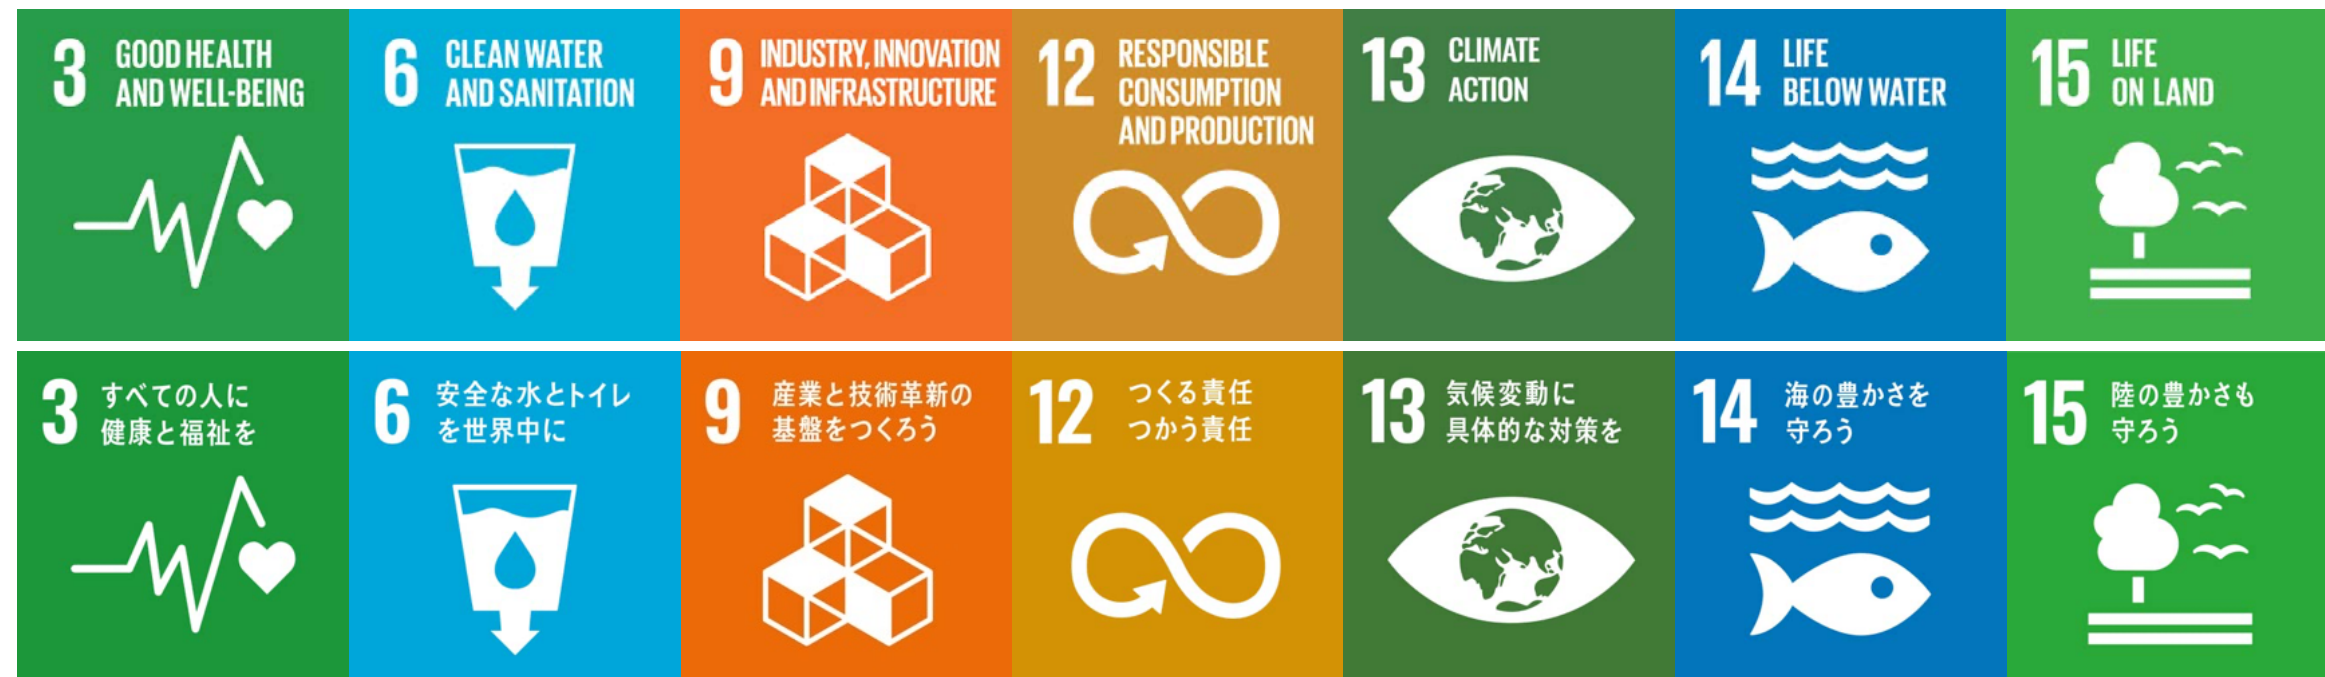 3
GOOD HEALTH
AND WELL-BEING
6
CLEAN WATER
AND SANITATION
9
INDUSTRY, INNOVATION
AND INFRASTRUCTURE
12
RESPONSIBLE
CONSUMPTION
AND PRODUCTION
13
CLIMATE
ACTION
14
LIFE
BELOW WATER
15
LIFE
ON LAND
3
すべての人に
健康と福祉を
6
安全な水とトイレ
を世界中に
9
産業と技術革新の
基盤をつくろう
12
つくる責任
つかう責任
13
気候変動に
具体的な対策を
14
海の豊かさを
守ろう
15
陸の豊かさも
守ろう